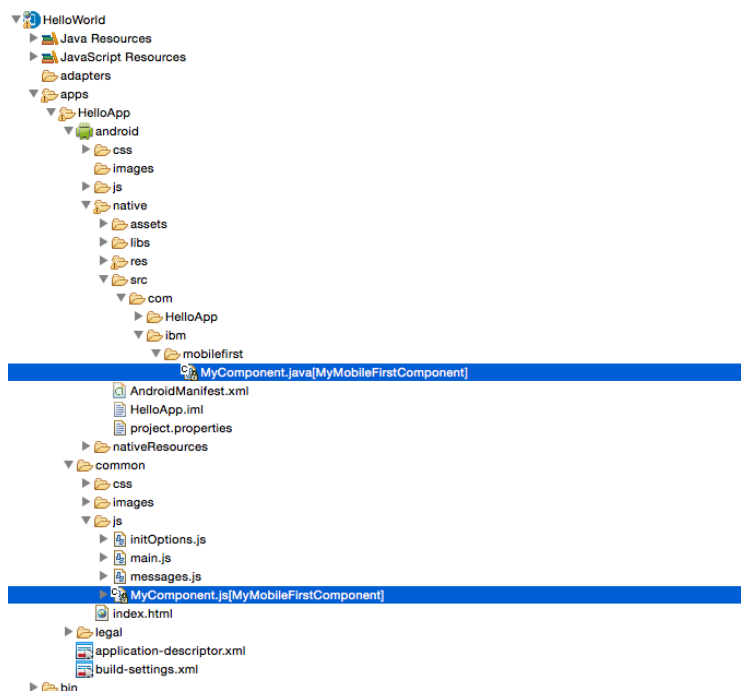 HelloWorld
Java Resources
JavaScript Resources
adapters
apps
HelloApp
android
css
images
js
native
assets
libs
res
src
com
HelloApp
ibm
mobilefirst
MyComponent.java[MyMobileFirstComponent]
AndroidManifest.xml
HelloApp.iml
project.properties
nativeResources
common
css
images
js
initOptions.js
main.js
messages.js
MyComponent.js[MyMobileFirstComponent]
index.html
legal
application-descriptor.xml
build-settings.xml
bin